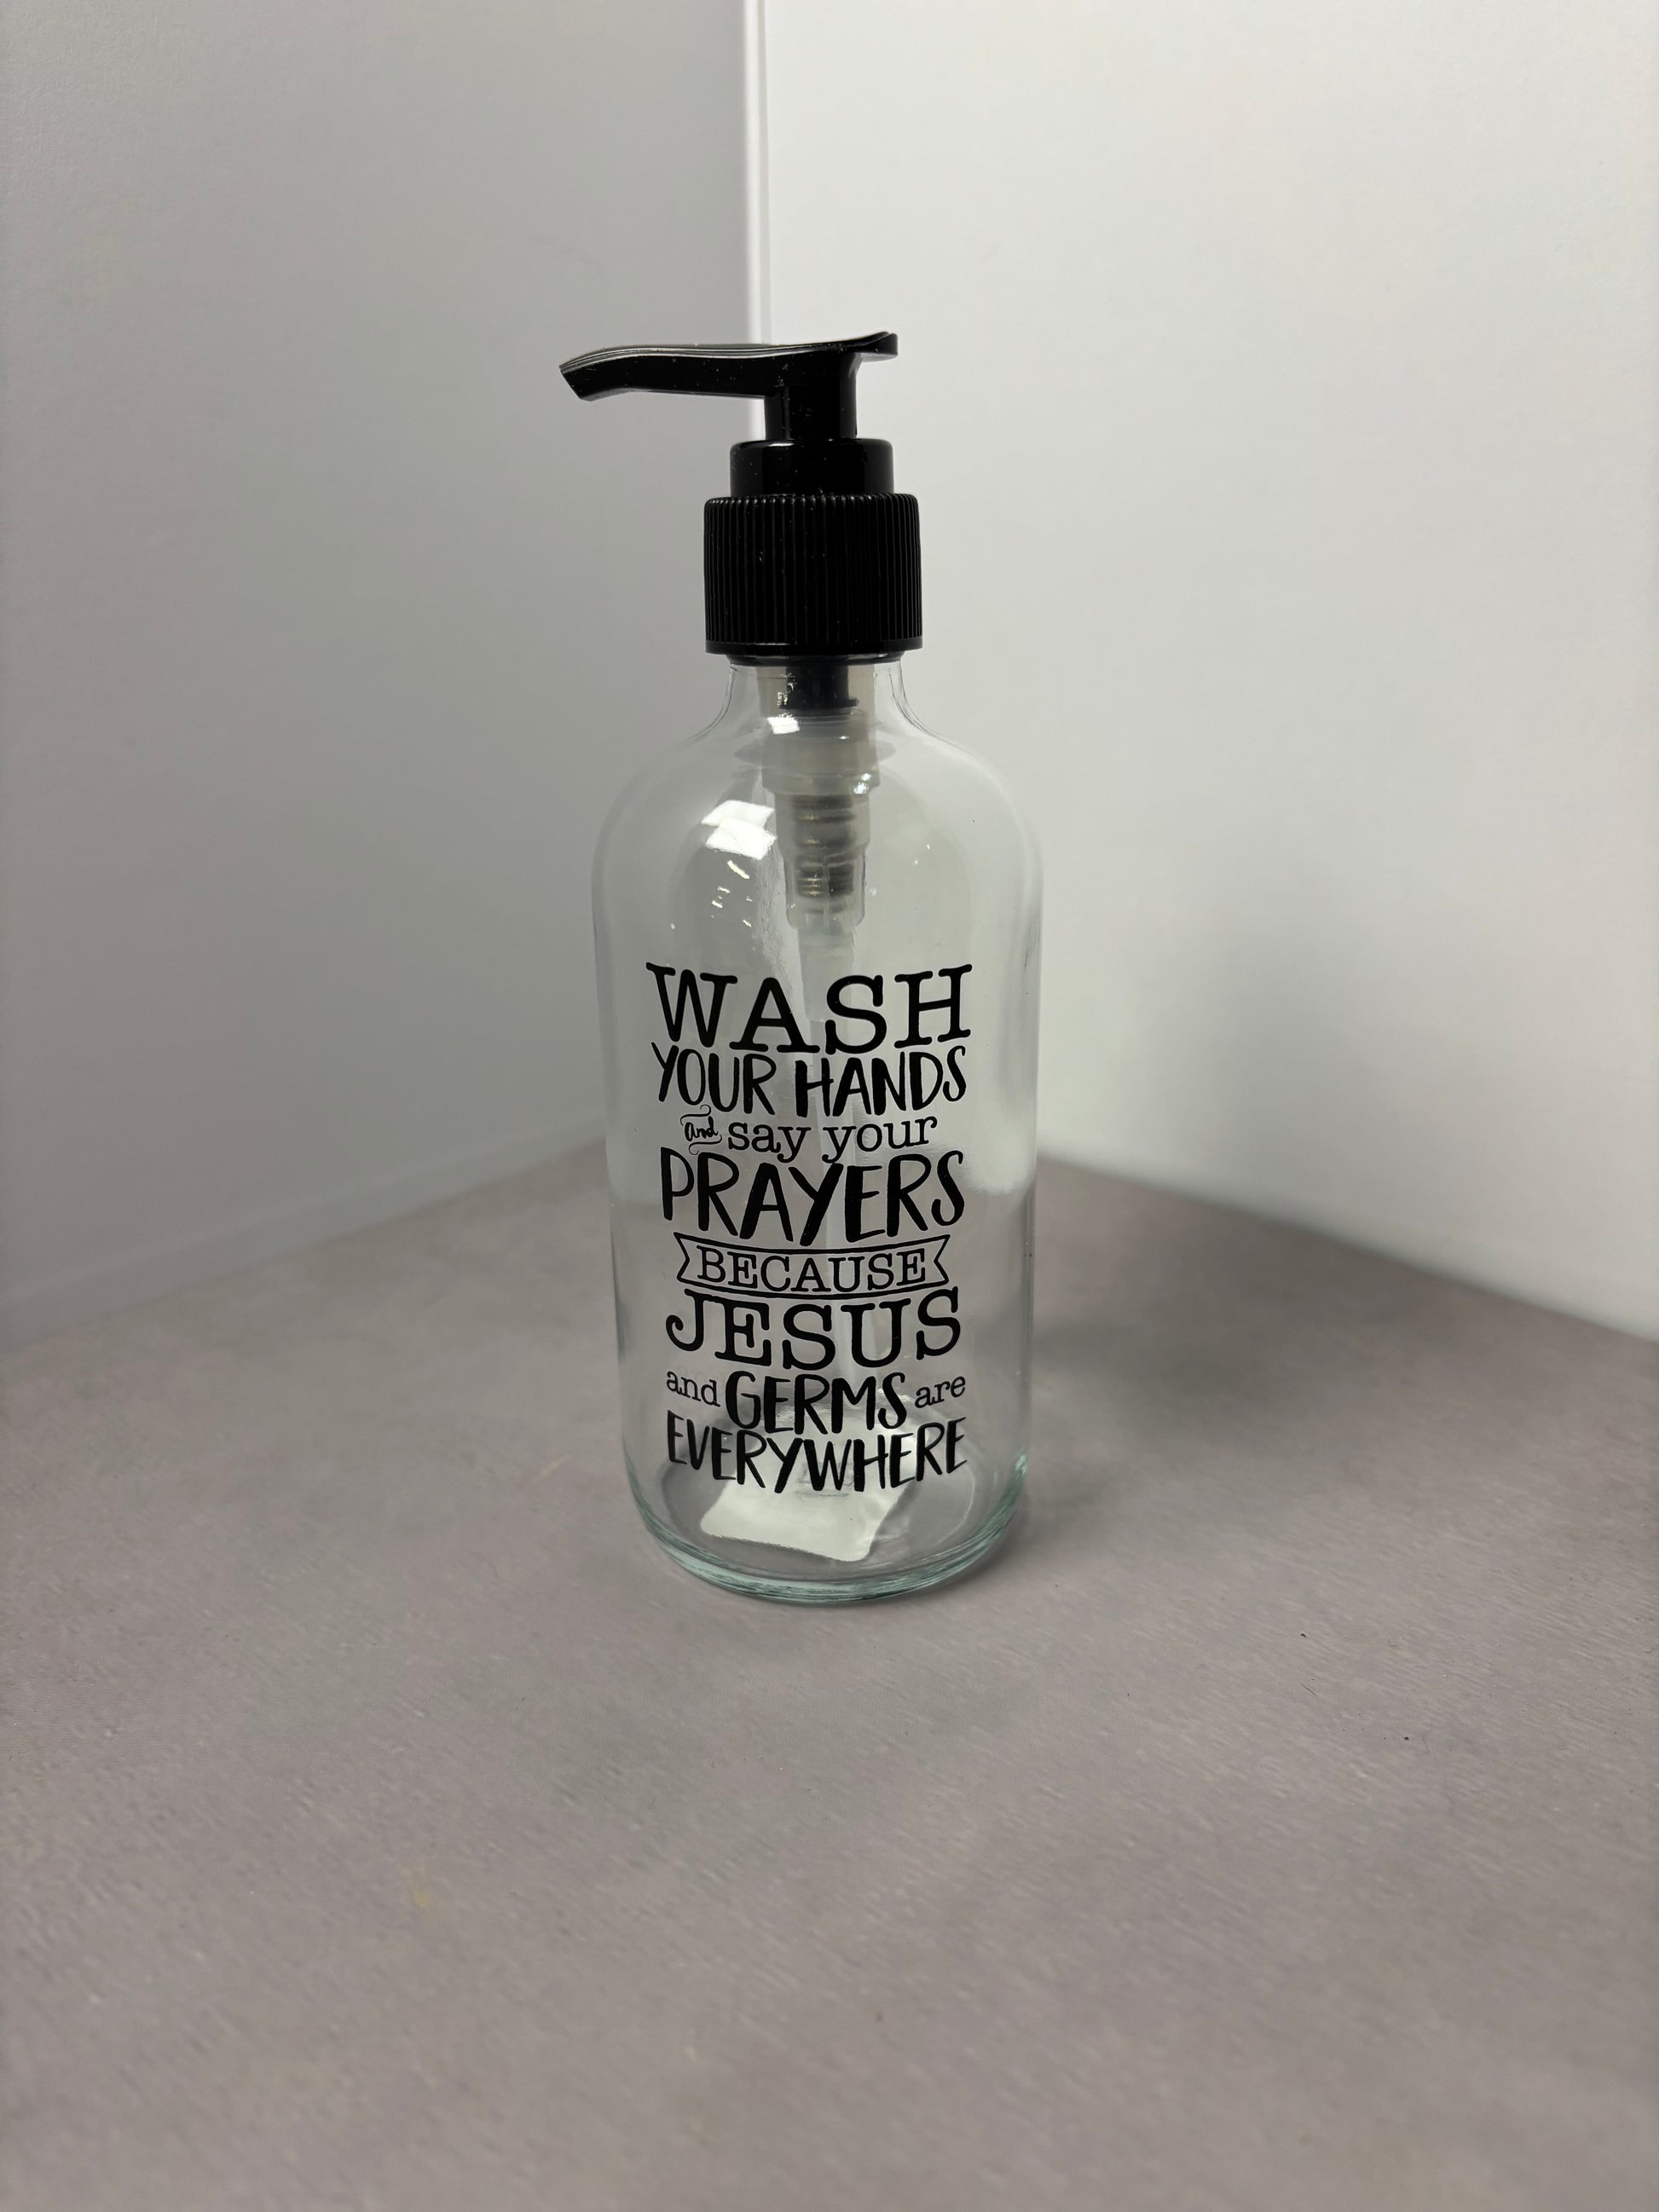 WASH
YOUR HANDS
and say your
PRAYERS
BECAUSE
JESUS
and GERMS are
EVERYWHERE